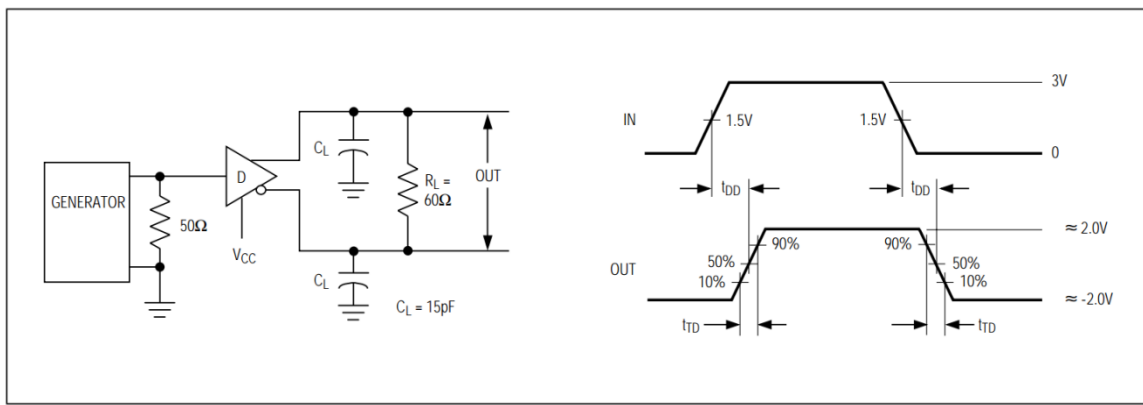 GENERATOR
50Ω
D
VCC
CL
CL
RL =
60Ω
OUT
CL = 15pF
IN
1.5V
1.5V
3V
0
tDD
tDD
OUT
90%
50%
10%
90%
50%
10%
≈ 2.0V
≈ -2.0V
tTD
tTD